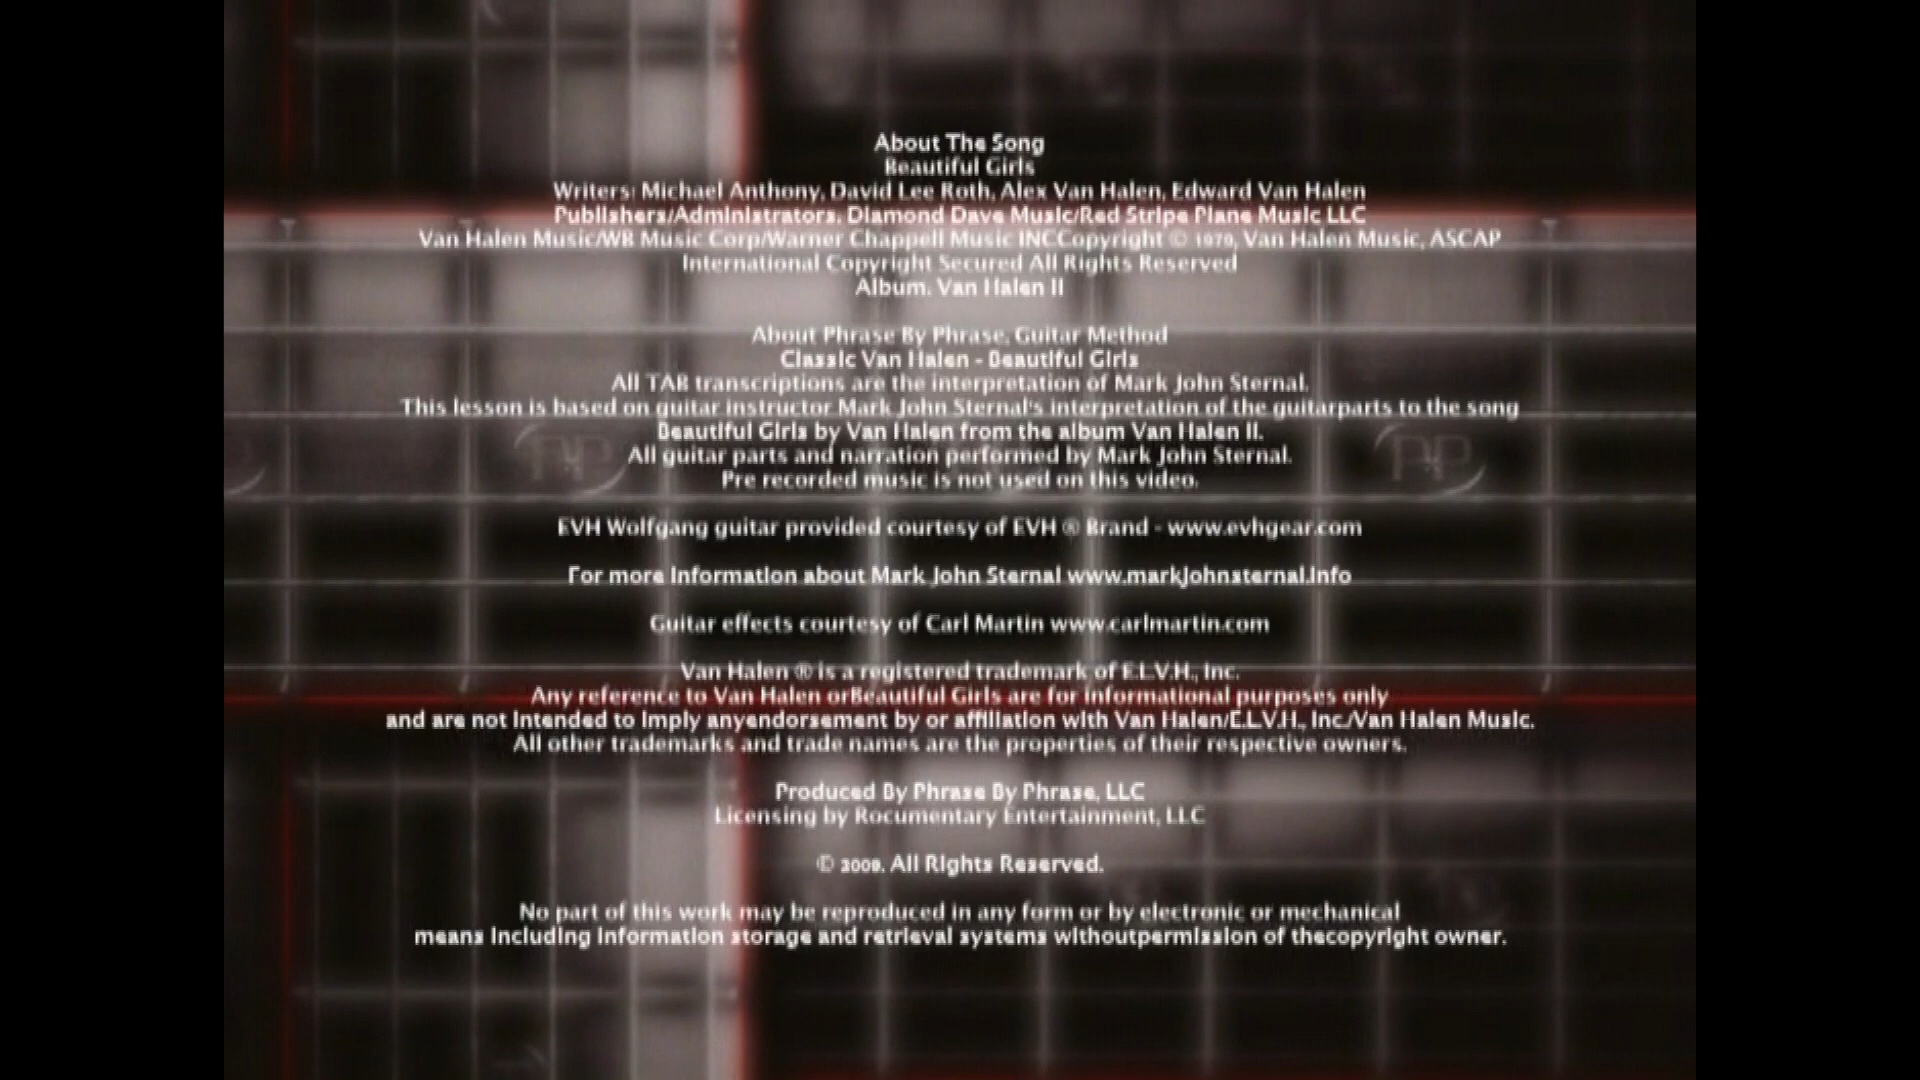 About The Song
Beautiful Girls
Writers: Michael Anthony, David Lee Roth, Alex Van Halen, Edward Van Halen
Publishers/Administrators. Diamond Dave Music/Red Stripe Plane Music LLC
Van Halen Music/WB Music Corp/Warner Chappell Music INCCopyright © 1979, Van Halen Music, ASCAP
International Copyright Secured All Rights Reserved
Album. Van Halen II
About Phrase By Phrase, Guitar Method
Classic Van Halen - Beautiful Girls
All TAB transcriptions are the interpretation of Mark John Sternal.
This lesson is based on guitar instructor Mark John Sternal's interpretation of the guitarparts to the song
Beautiful Girls by Van Halen from the album Van Halen II.
All guitar parts and narration performed by Mark John Sternal.
Pre recorded music is not used on this video.
EVH Wolfgang guitar provided courtesy of EVH ® Brand - www.evhgear.com
For more information about Mark John Sternal www.markjohnsternal.info
Guitar effects courtesy of Carl Martin www.carlmartin.com
Van Halen ® is a registered trademark of E.L.V.H., Inc.
Any reference to Van Halen orBeautiful Girls are for informational purposes only
and are not intended to imply anyendorsement by or affiliation with Van Halen/E.L.V.H., Inc./Van Halen Music.
All other trademarks and trade names are the properties of their respective owners.
Produced By Phrase By Phrase, LLC
Licensing by Rocumentary Entertainment, LLC
© 2009. All Rights Reserved.
No part of this work may be reproduced in any form or by electronic or mechanical
means including information storage and retrieval systems withoutpermission of thecopyright owner.